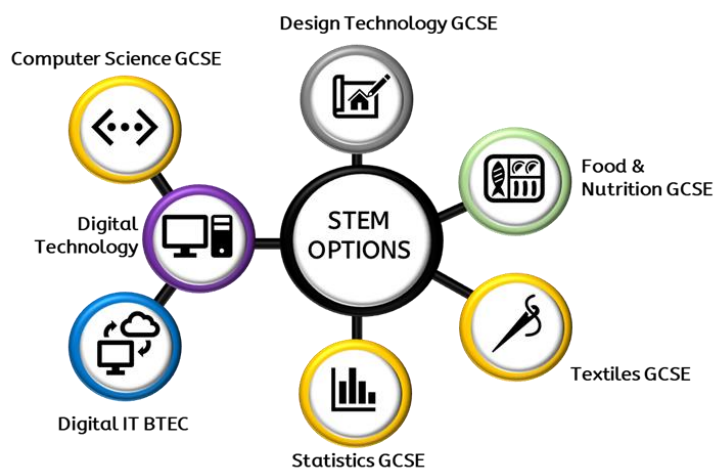 Design Technology GCSE
Computer Science GCSE
Food &
Nutrition GCSE
STEM
OPTIONS
Digital
Technology
Textiles GCSE
Digital IT BTEC
Statistics GCSE